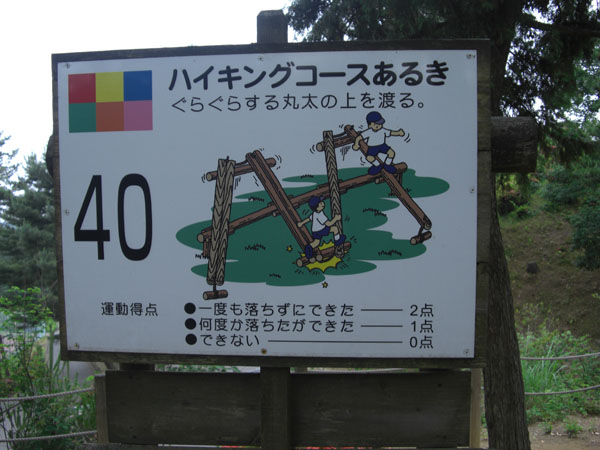 ハイキングコースあるき
ぐらぐらする丸太の上を渡る。
40
運動得点
●一度も落ちずにできた —— 2点
●何度か落ちたができた —— 1点
●できない —— 0点